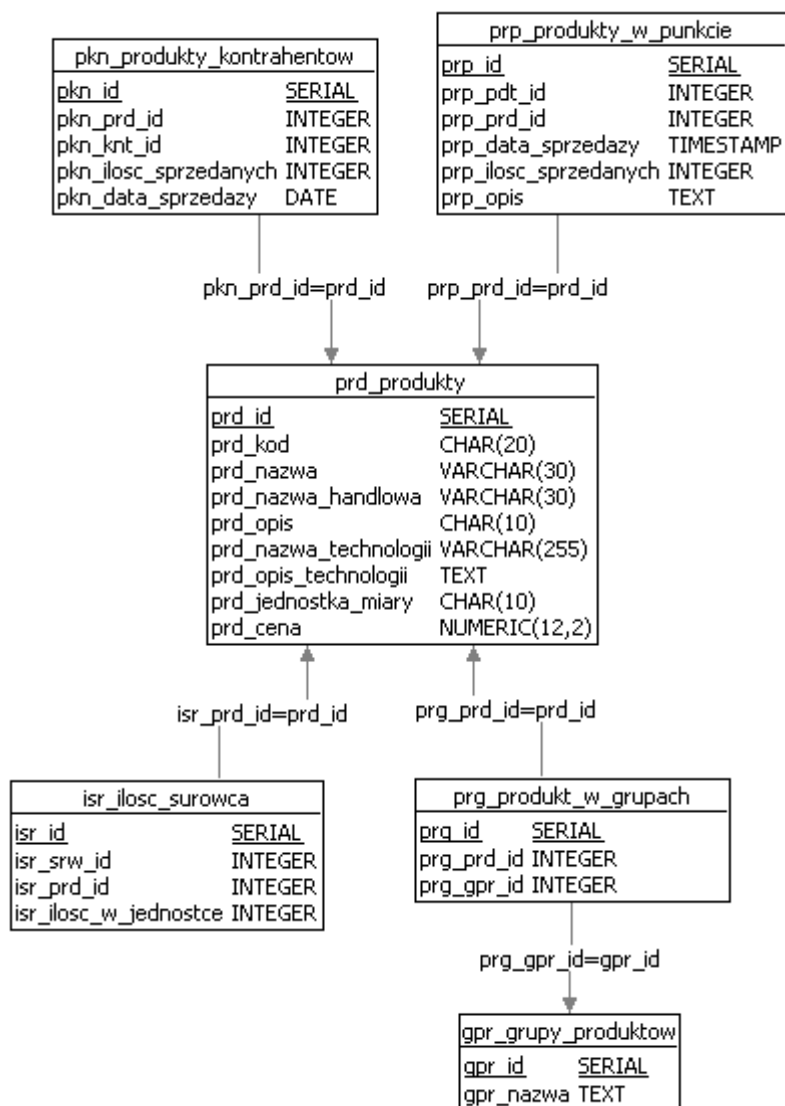 pkn_produkty_kontrahentow
pkn_id SERIAL
pkn_prd_id INTEGER
pkn_knt_id INTEGER
pkn_ilosc_sprzedanych INTEGER
pkn_data_sprzedazy DATE
prp_produkty_w_punkcie
prp_id SERIAL
prp_pdt_id INTEGER
prp_prd_id INTEGER
prp_data_sprzedazy TIMESTAMP
prp_ilosc_sprzedanych INTEGER
prp_opis TEXT
pkn_prd_id=prd_id
prp_prd_id=prd_id
prd_produkty
prd_id SERIAL
prd_kod CHAR(20)
prd_nazwa VARCHAR(30)
prd_nazwa_handlowa VARCHAR(30)
prd_opis CHAR(10)
prd_nazwa_technologii VARCHAR(255)
prd_opis_technologii TEXT
prd_jednostka_miary CHAR(10)
prd_cena NUMERIC(12,2)
isr_prd_id=prd_id
prg_prd_id=prd_id
isr_ilosc_surowca
isr_id SERIAL
isr_srw_id INTEGER
isr_prd_id INTEGER
isr_ilosc_w_jednostce INTEGER
prg_produkt_w_grupach
prg_id SERIAL
prg_prd_id INTEGER
prg_gpr_id INTEGER
prg_gpr_id=gpr_id
gpr_grupy_produktow
gpr_id SERIAL
gpr_nazwa TEXT